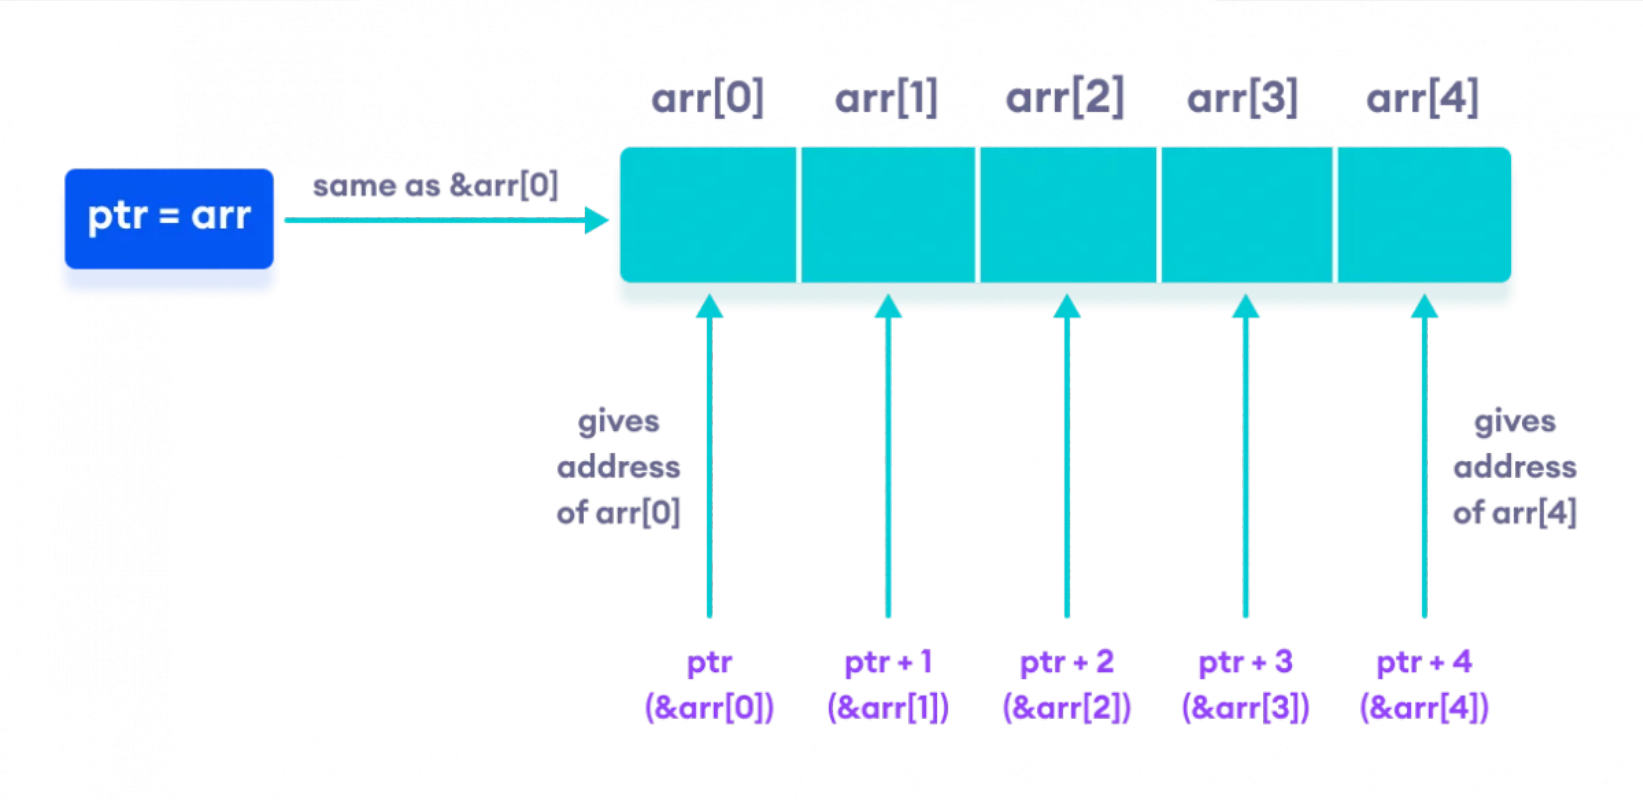 arr[0] arr[1] arr[2] arr[3] arr[4]
ptr = arr
same as &arr[0]
gives
address
of arr[0]
gives
address
of arr[4]
ptr ptr + 1 ptr + 2 ptr + 3 ptr + 4
(&arr[0]) (&arr[1]) (&arr[2]) (&arr[3]) (&arr[4])